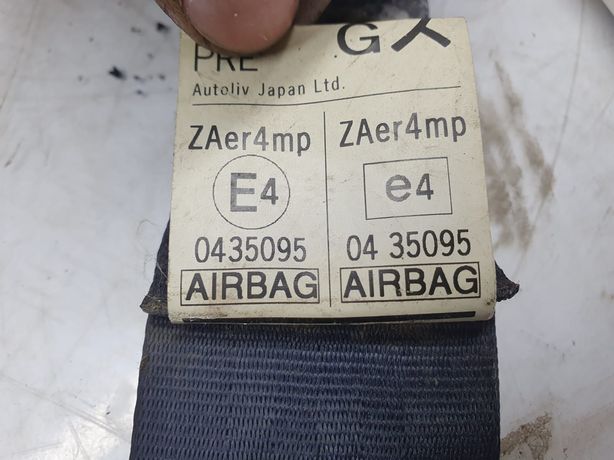 PRE
Autoliv Japan Ltd.
ZAer4mp ZAer4mp
E4 e4
0435095 04 35095
AIRBAG AIRBAG